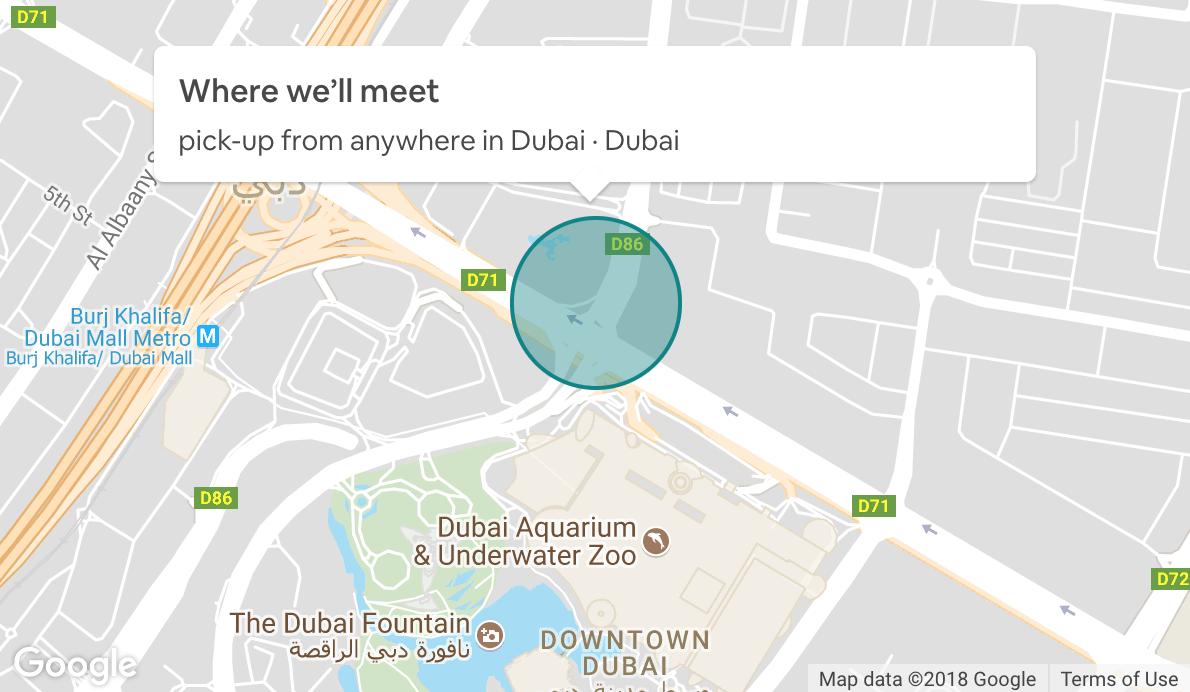 D71
Where we’ll meet
pick-up from anywhere in Dubai · Dubai
5th St
Al Albaany
دبي
D86
D71
Burj Khalifa/
Dubai Mall Metro
M
Burj Khalifa/ Dubai Mall
D86
D71
Dubai Aquarium
& Underwater Zoo
D72
The Dubai Fountain
نافورة دبي الراقصة
DOWNTOWN
DUBAI
Google
Map data ©2018 Google
Terms of Use